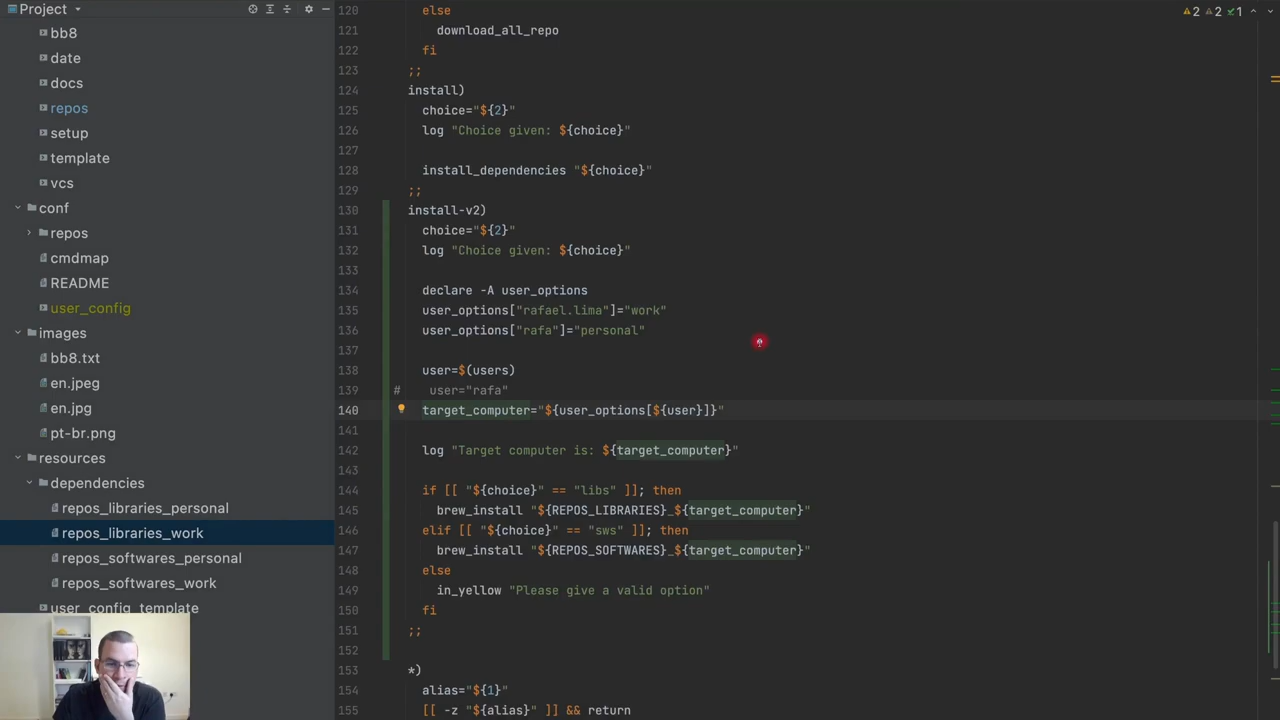 Project
bb8
date
docs
repos
setup
template
vcs
conf
repos
cmdmap
README
user_config
images
bb8.txt
en.jpeg
en.jpg
pt-br.png
resources
dependencies
repos_libraries_personal
repos_libraries_work
repos_softwares_personal
repos_softwares_work
user_config_template
2 2 1
120 else
121 download_all_repo
122 fi
123 ;;
124 install)
125 choice="${2}"
126 log "Choice given: ${choice}"
127
128 install_dependencies "${choice}"
129 ;;
130 install-v2)
131 choice="${2}"
132 log "Choice given: ${choice}"
133
134 declare -A user_options
135 user_options["rafael.lima"]="work"
136 user_options["rafa"]="personal"
137
138 user=$(users)
139 # user="rafa"
140 target_computer="${user_options[${user}]}"
141
142 log "Target computer is: ${target_computer}"
143
144 if [[ "${choice}" == "libs" ]]; then
145 brew_install "${REPOS_LIBRARIES}_${target_computer}"
146 elif [[ "${choice}" == "sws" ]]; then
147 brew_install "${REPOS_SOFTWARES}_${target_computer}"
148 else
149 in_yellow "Please give a valid option"
150 fi
151 ;;
152
153 *)
154 alias="${1}"
155 [[ -z "${alias}" ]] && return